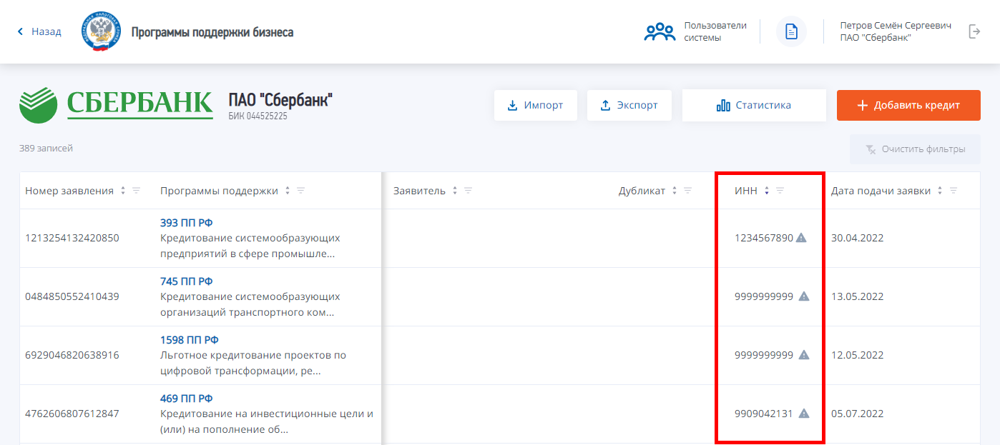 Назад
Программы поддержки бизнеса
Пользователи
системы
Петров Семён Сергеевич
ПАО "Сбербанк"
СБЕРБАНК
ПАО "Сбербанк"
БИК 044525225
Импорт
Экспорт
Статистика
Добавить кредит
389 записей
Очистить фильтры
Номер заявления Программы поддержки Заявитель Дубликат ИНН Дата подачи заявки
393 ПП РФ
1213254132420850 Кредитование системообразующих 1234567890 30.04.2022
предприятий в сфере промышле...
745 ПП РФ
0484850552410439 Кредитование системообразующих 9999999999 13.05.2022
организаций транспортного ком...
1598 ПП РФ
6929046820638916 Льготное кредитование проектов по 9999999999 12.05.2022
цифровой трансформации, ре...
469 ПП РФ
4762606807612847 Кредитование на инвестиционные цели и 9909042131 05.07.2022
(или) на пополнение об...